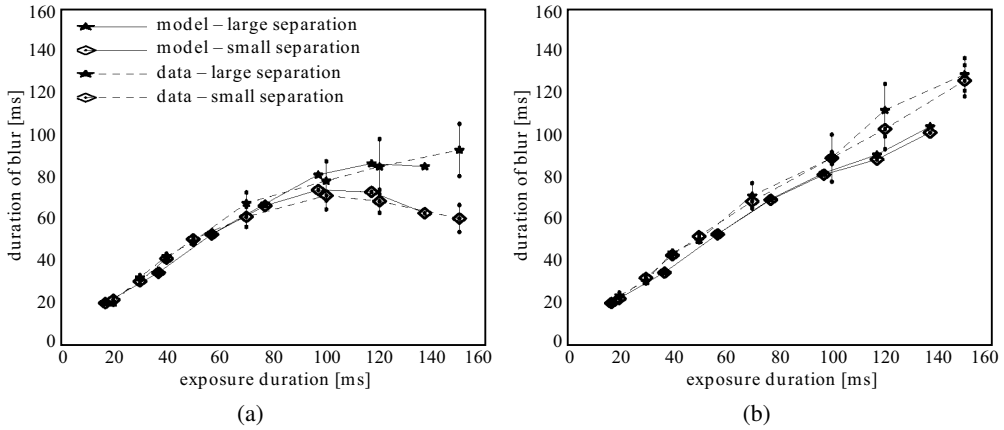 160
140
120
100
80
60
40
20
0
duration of blur [ms]
model – large separation
model – small separation
data – large separation
data – small separation
0 20 40 60 80 100 120 140 160
exposure duration [ms]
(a)
160
140
120
100
80
60
40
20
0
duration of blur [ms]
0 20 40 60 80 100 120 140 160
exposure duration [ms]
(b)